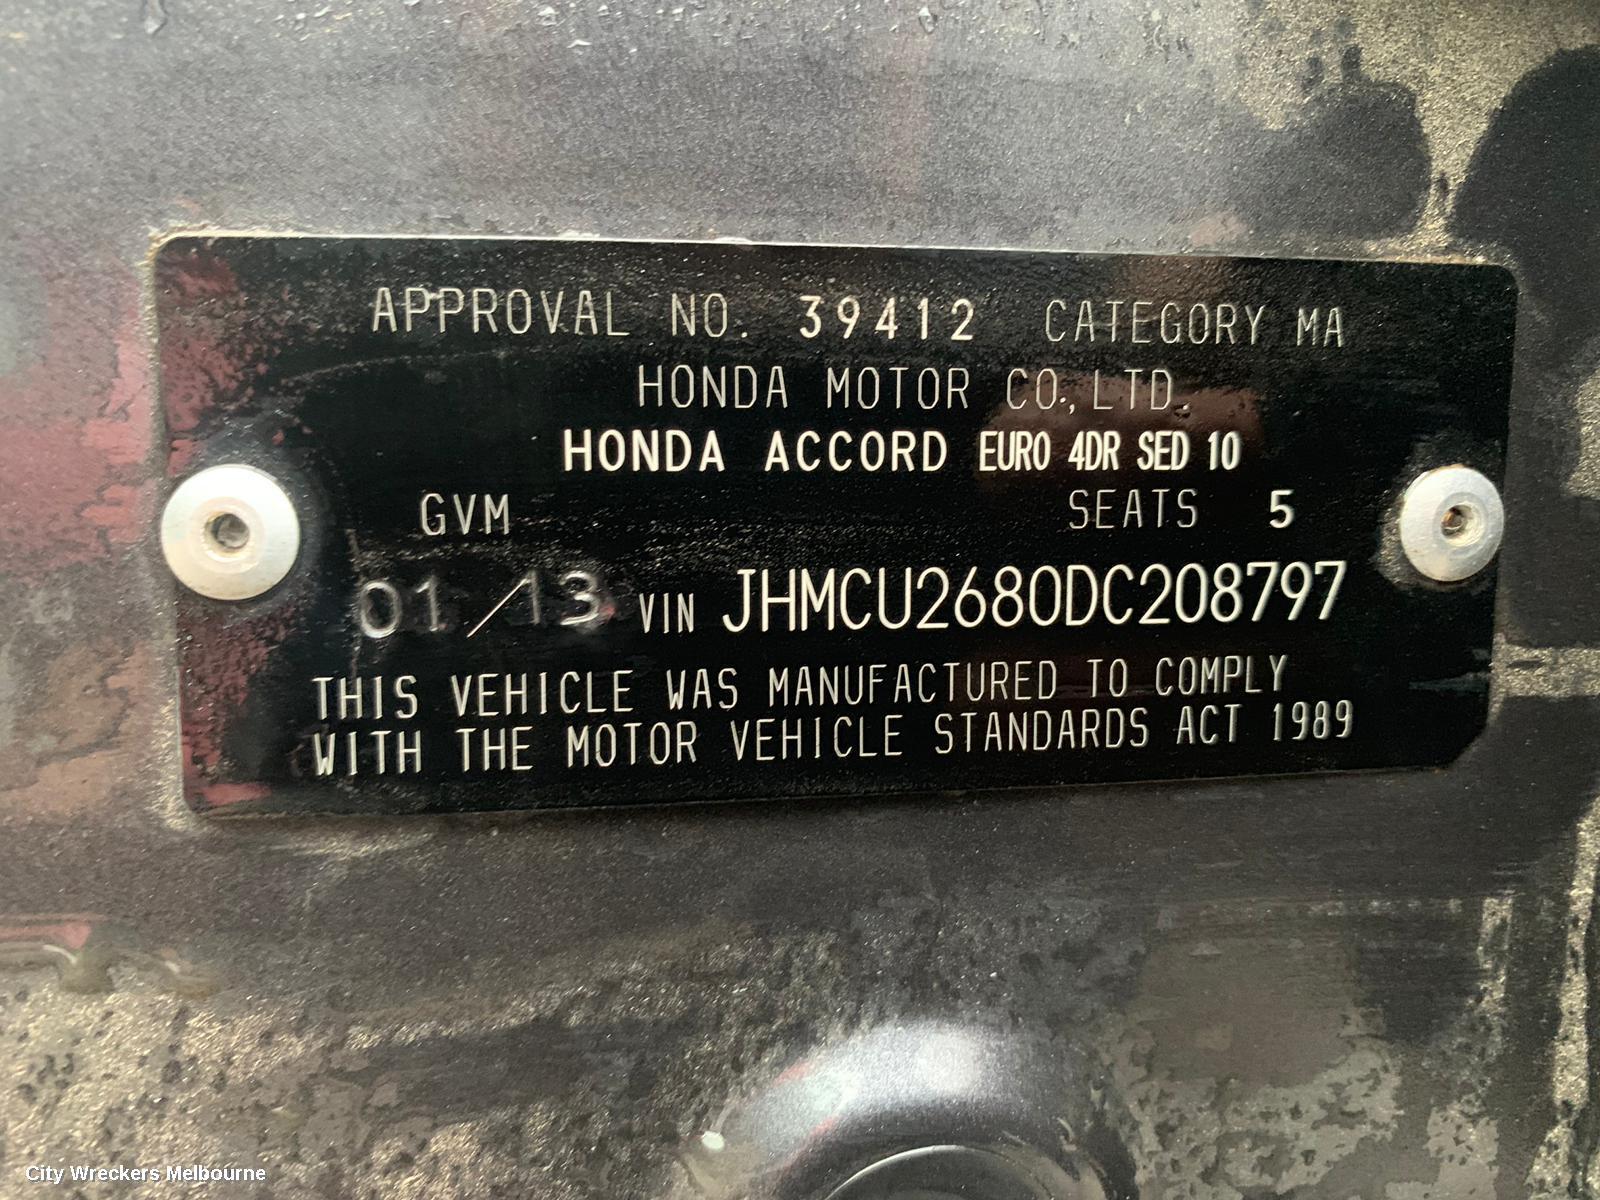 APPROVAL NO. 39412 CATEGORY MA
HONDA MOTOR CO.,LTD.
HONDA ACCORD EURO 4DR SED 10
GVM SEATS 5
01/13 VIN JHMCU2680DC208797
THIS VEHICLE WAS MANUFACTURED TO COMPLY
WITH THE MOTOR VEHICLE STANDARDS ACT 1989
City Wreckers Melbourne